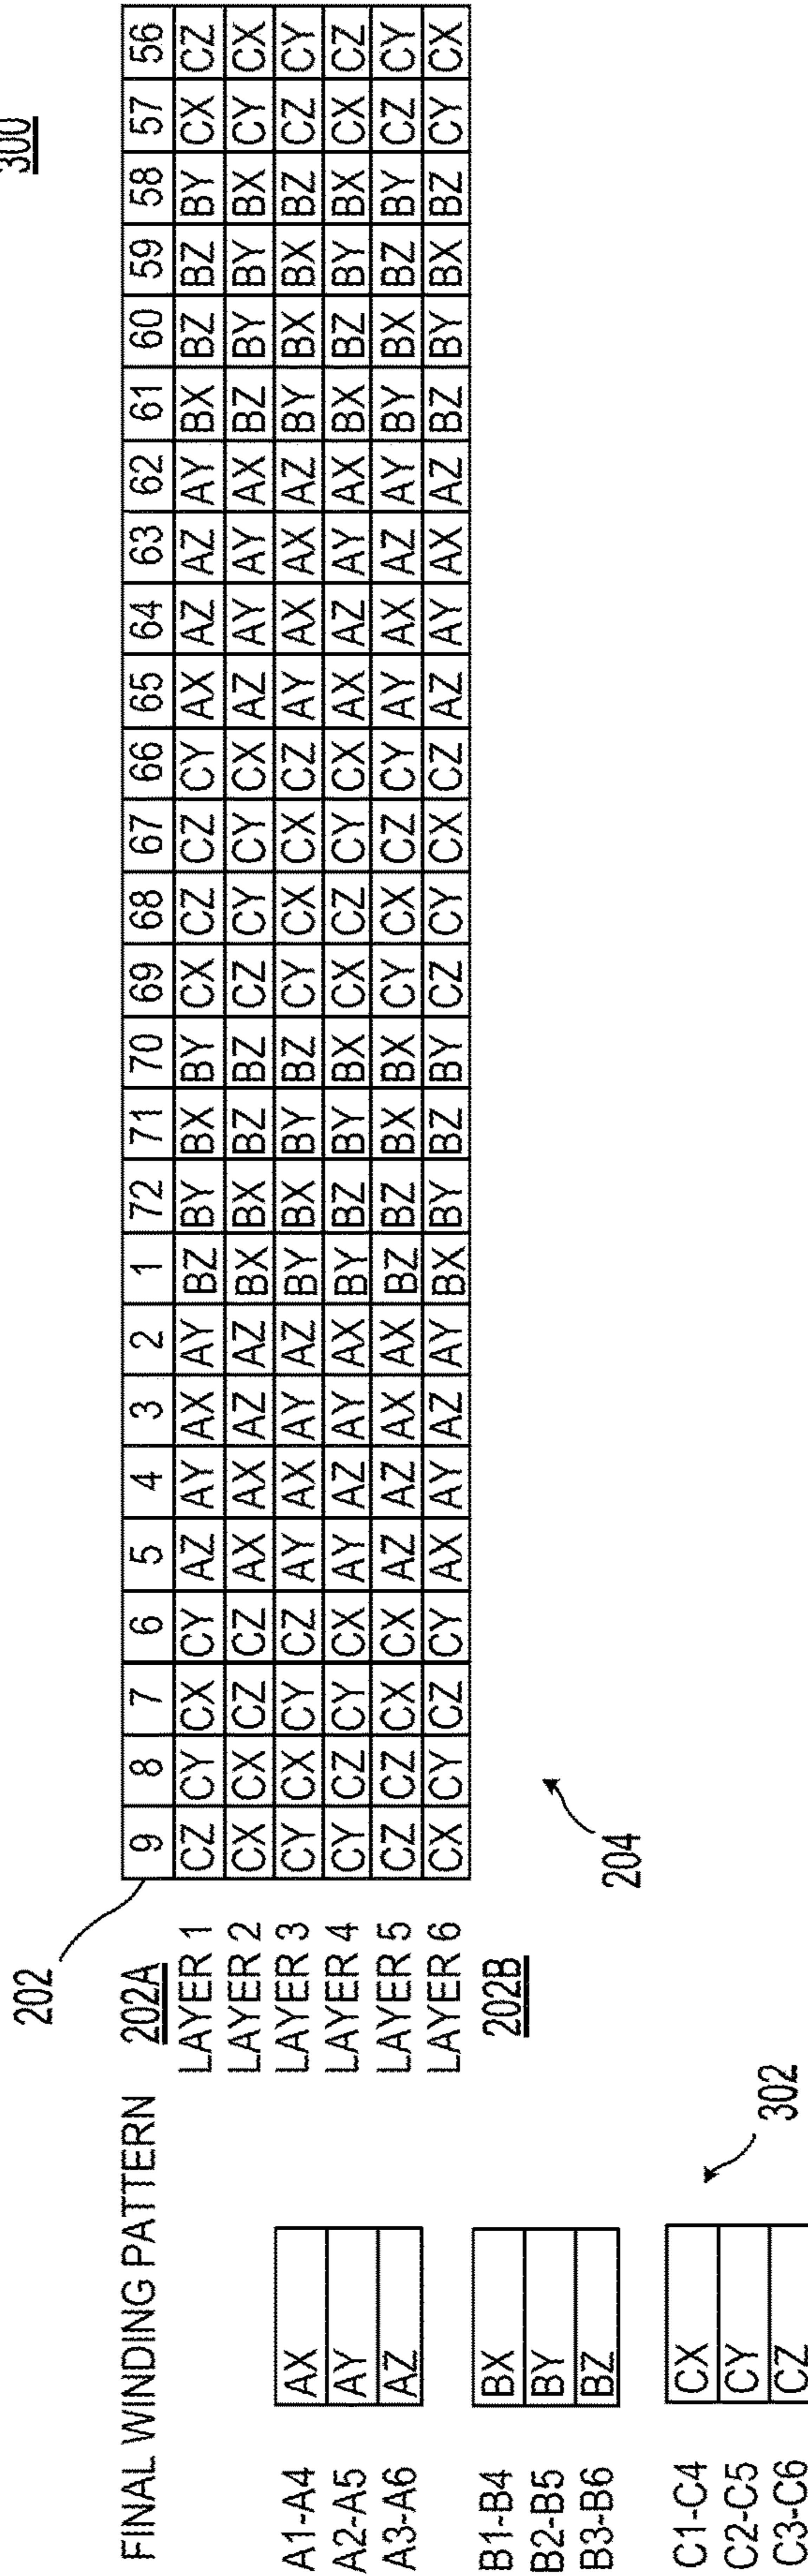 300
202
FINAL WINDING PATTERN
202A 9 8 7 6 5 4 3 2 1 72 71 70 69 68 67 66 65 64 63 62 61 60 59 58 57 56
LAYER 1 CZ CY CX CY AZ AY AX AY BZ BY BX BY CX CZ CZ CY AX AZ AZ AY BX BZ BZ BY CX CZ
LAYER 2 CX CX CZ CZ AX AX AZ AZ BX BX BZ BZ CZ CY CY CX AZ AY AY AX BZ BY BY BX CY CX
LAYER 3 CY CX CY CZ AY AX AY AZ BY BX BY BZ CY CX CX CZ AY AX AX AZ BY BX BX BZ CZ CY
LAYER 4 CY CZ CY CX AY AZ AY AX BY BZ BY BX CX CZ CY CX AX AZ AY AX BX BZ BY BX CX CZ
LAYER 5 CZ CZ CX CX AZ AZ AX AX BZ BZ BX BX CY CX CZ CY AY AX AZ AY BY BX BZ BY CZ CY
LAYER 6 CX CY CZ CY AX AY AZ AY BX BY BZ BY CZ CY CX CZ AZ AY AX AZ BZ BY BX BZ CY CX
202B
204
A1-A4 AX
A2-A5 AY
A3-A6 AZ
B1-B4 BX
B2-B5 BY
B3-B6 BZ
302
C1-C4 CX
C2-C5 CY
C3-C6 CZ